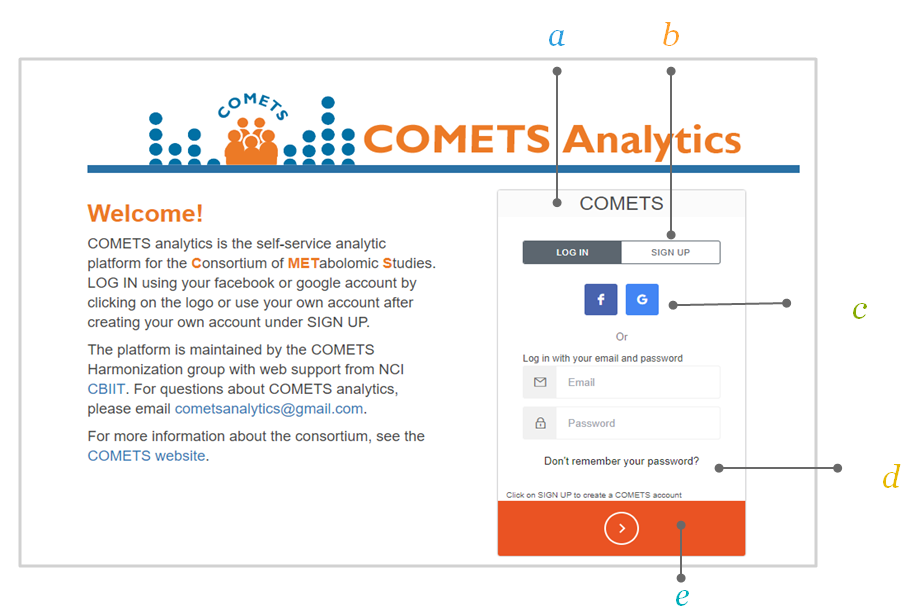 a
b
COMETS
COMETS Analytics
Welcome!
COMETS analytics is the self-service analytic
platform for the Consortium of METabolomic Studies.
LOG IN using your facebook or google account by
clicking on the logo or use your own account after
creating your own account under SIGN UP.
The platform is maintained by the COMETS
Harmonization group with web support from NCI
CBIIT. For questions about COMETS analytics,
please email cometsanalytics@gmail.com.
For more information about the consortium, see the
COMETS website.
COMETS
LOG IN
SIGN UP
f
G
c
Or
Log in with your email and password
Email
Password
Don't remember your password?
d
Click on SIGN UP to create a COMETS account
e